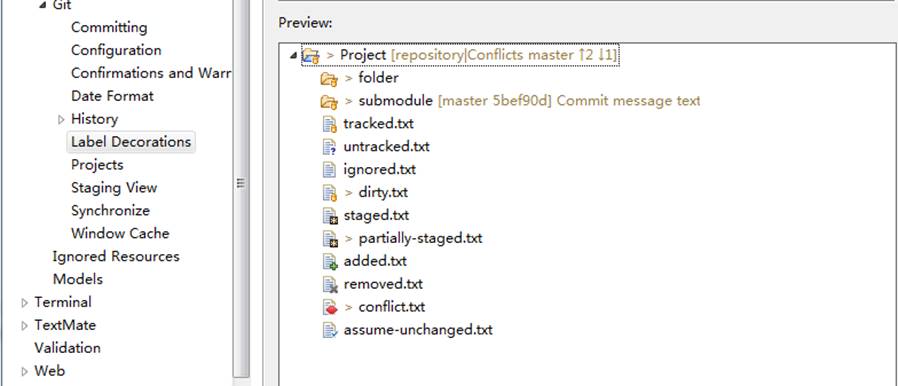 Git
Committing
Configuration
Confirmations and Warr
Date Format
History
Label Decorations
Projects
Staging View
Synchronize
Window Cache
Ignored Resources
Models
Terminal
TextMate
Validation
Web
Preview:
> Project [repository|Conflicts master ↑2 ↓1]
> folder
> submodule [master 5bef90d] Commit message text
tracked.txt
untracked.txt
ignored.txt
> dirty.txt
staged.txt
> partially-staged.txt
added.txt
removed.txt
> conflict.txt
assume-unchanged.txt